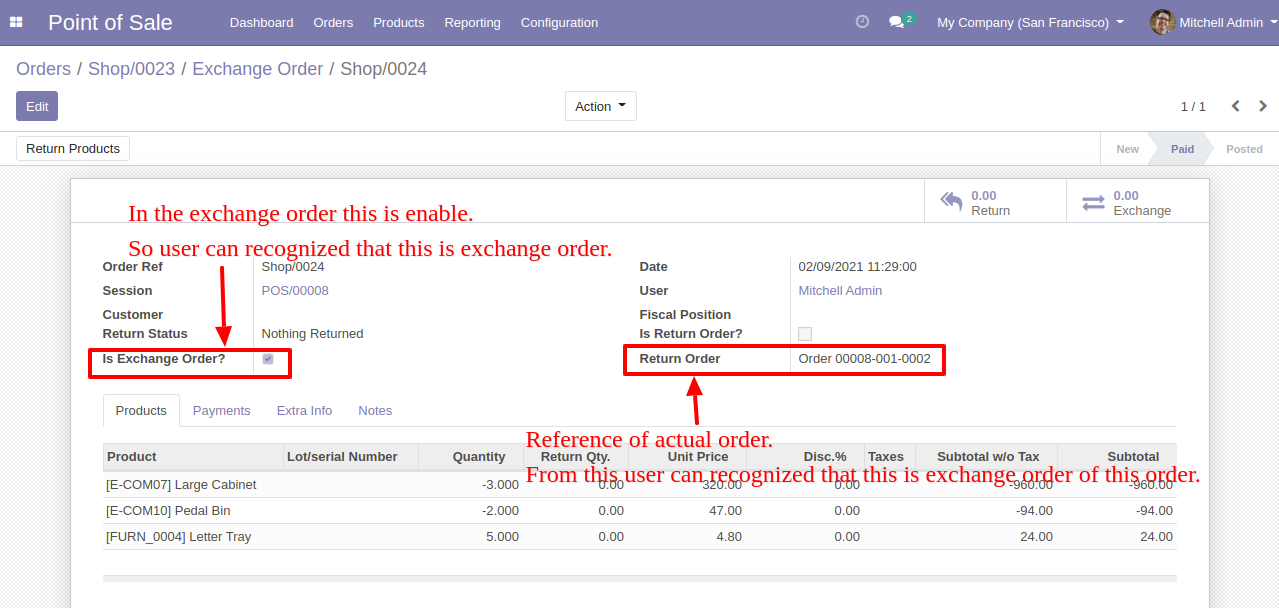 Point of Sale Dashboard Orders Products Reporting Configuration 2 My Company (San Francisco) Mitchell Admin
Orders / Shop/0023 / Exchange Order / Shop/0024
Edit Action 1 / 1
Return Products New Paid Posted
0.00 Return 0.00 Exchange
In the exchange order this is enable.
So user can recognized that this is exchange order.
Order Ref Shop/0024 Date 02/09/2021 11:29:00
Session POS/00008 User Mitchell Admin
Customer Fiscal Position
Return Status Nothing Returned Is Return Order?
Is Exchange Order? Return Order Order 00008-001-0002
Products Payments Extra Info Notes
Reference of actual order.
Product Lot/serial Number Quantity Return Qty. Unit Price Disc.% Taxes Subtotal w/o Tax Subtotal
From this user can recognized that this is exchange order of this order.
[E-COM07] Large Cabinet -3.000 0.00 320.00 0.00 -960.00 -960.00
[E-COM10] Pedal Bin -2.000 0.00 47.00 0.00 -94.00 -94.00
[FURN_0004] Letter Tray 5.000 0.00 4.80 0.00 24.00 24.00